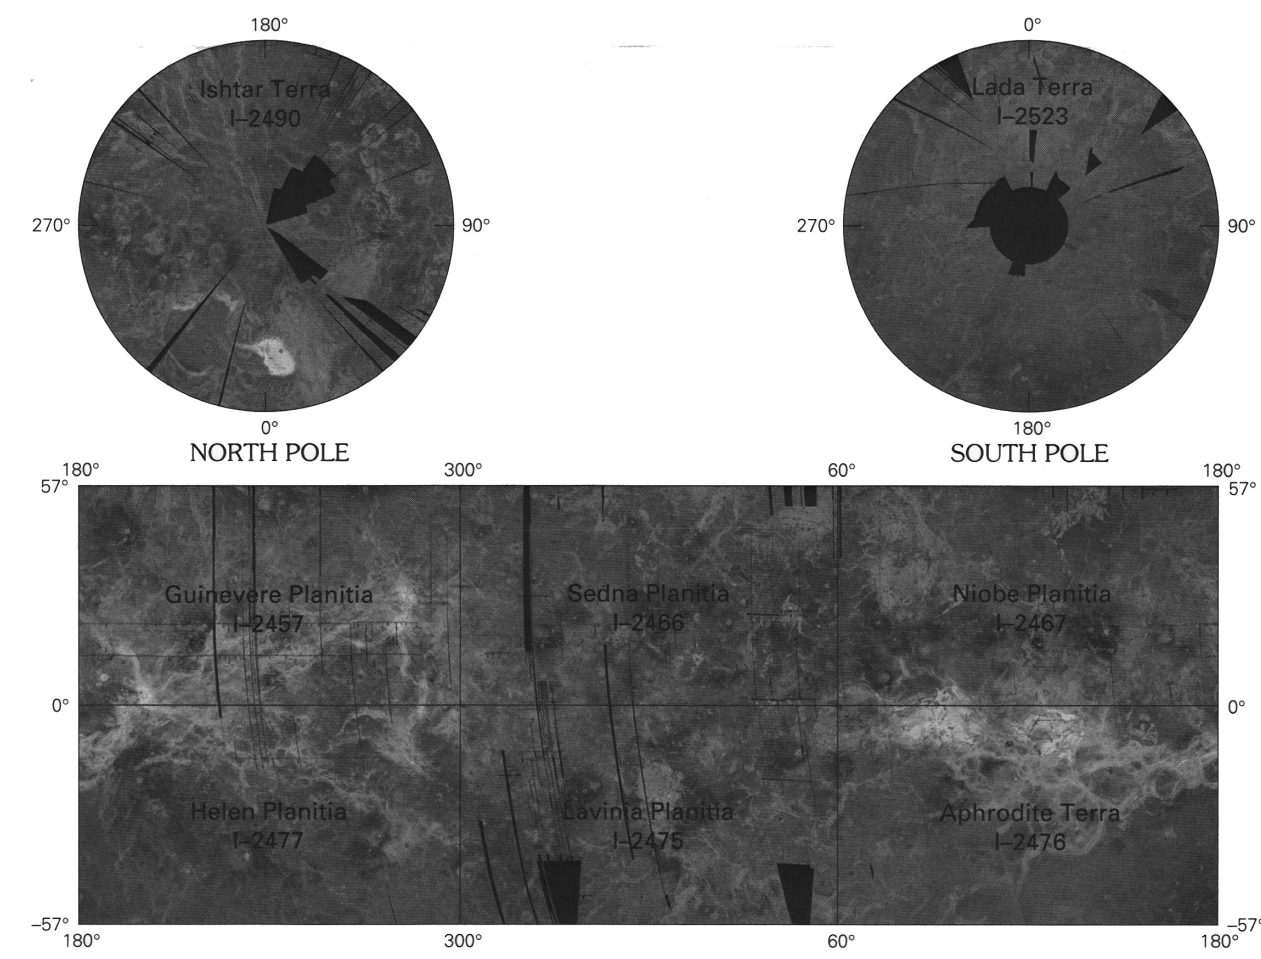 180°
0°
Ishtar Terra
I–2490
Lada Terra
I–2523
270°
90°
270°
90°
0°
180°
NORTH POLE
SOUTH POLE
180°
300°
60°
180°
57°
57°
Guinevere Planitia
I–2457
Sedna Planitia
I–2466
Niobe Planitia
I–2467
0°
0°
Helen Planitia
I–2477
Lavinia Planitia
I–2475
Aphrodite Terra
I–2476
–57°
–57°
180°
300°
60°
180°